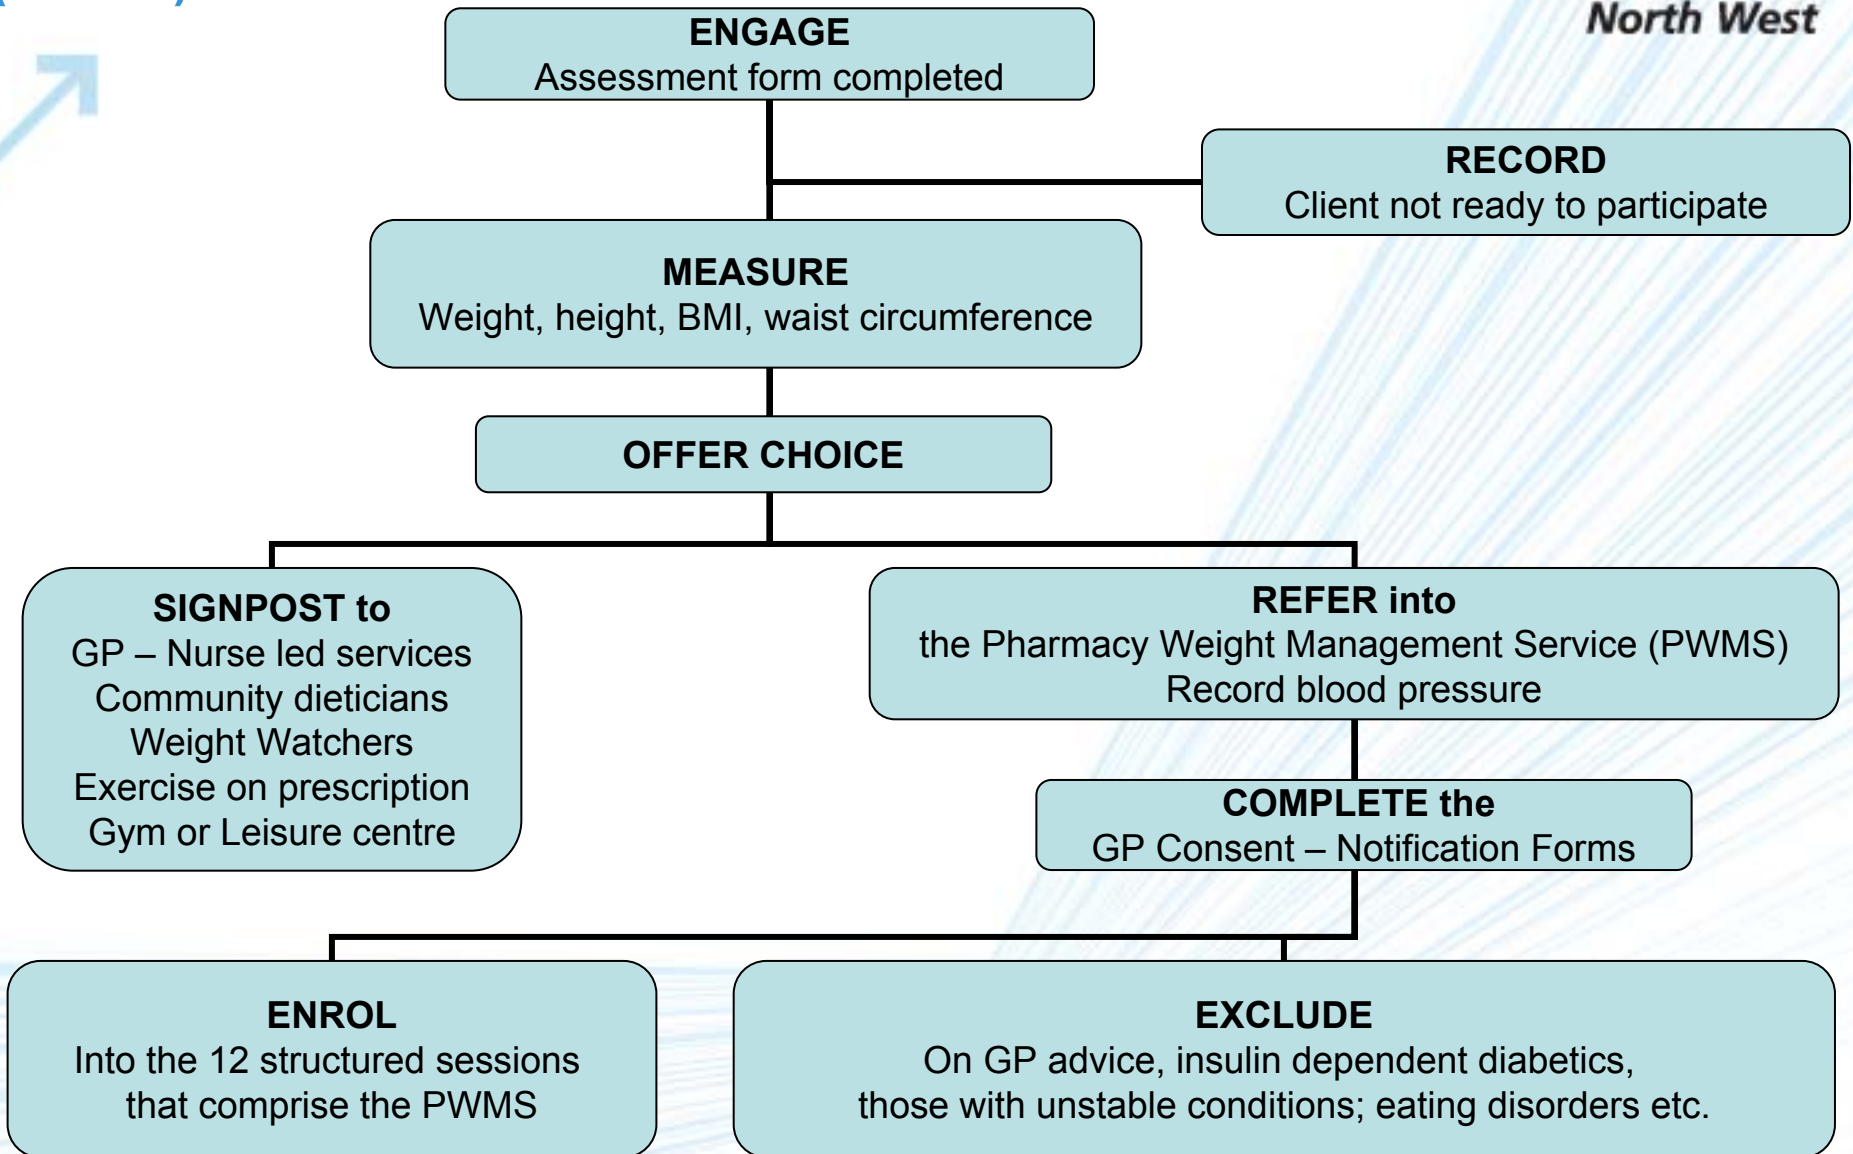 North West
ENGAGE
Assessment form completed
RECORD
Client not ready to participate
MEASURE
Weight, height, BMI, waist circumference
OFFER CHOICE
SIGNPOST to
GP – Nurse led services
Community dieticians
Weight Watchers
Exercise on prescription
Gym or Leisure centre
REFER into
the Pharmacy Weight Management Service (PWMS)
Record blood pressure
COMPLETE the
GP Consent – Notification Forms
ENROL
Into the 12 structured sessions
that comprise the PWMS
EXCLUDE
On GP advice, insulin dependent diabetics,
those with unstable conditions; eating disorders etc.